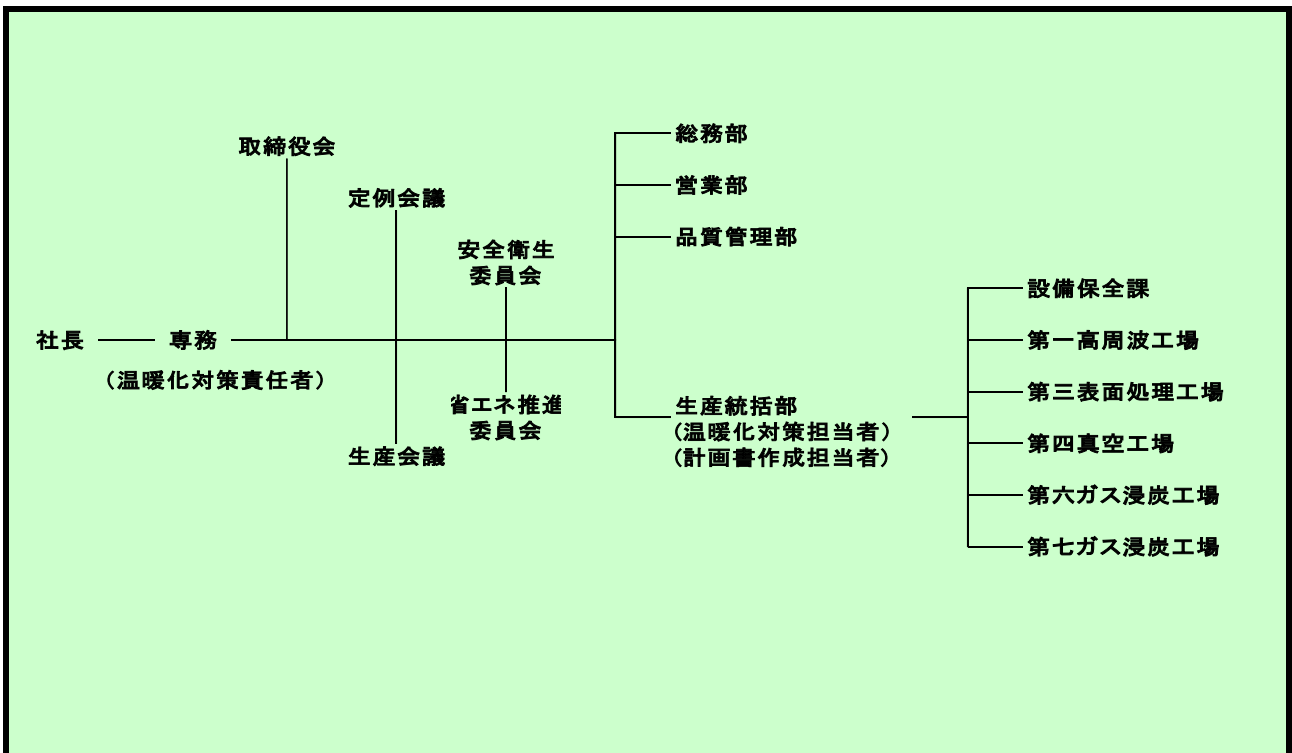 取締役会
定例会議
安全衛生
委員会
社長
専務
（温暖化対策責任者）
省エネ推進
委員会
生産会議
総務部
営業部
品質管理部
生産統括部
（温暖化対策担当者）
（計画書作成担当者）
設備保全課
第一高周波工場
第三表面処理工場
第四真空工場
第六ガス浸炭工場
第七ガス浸炭工場